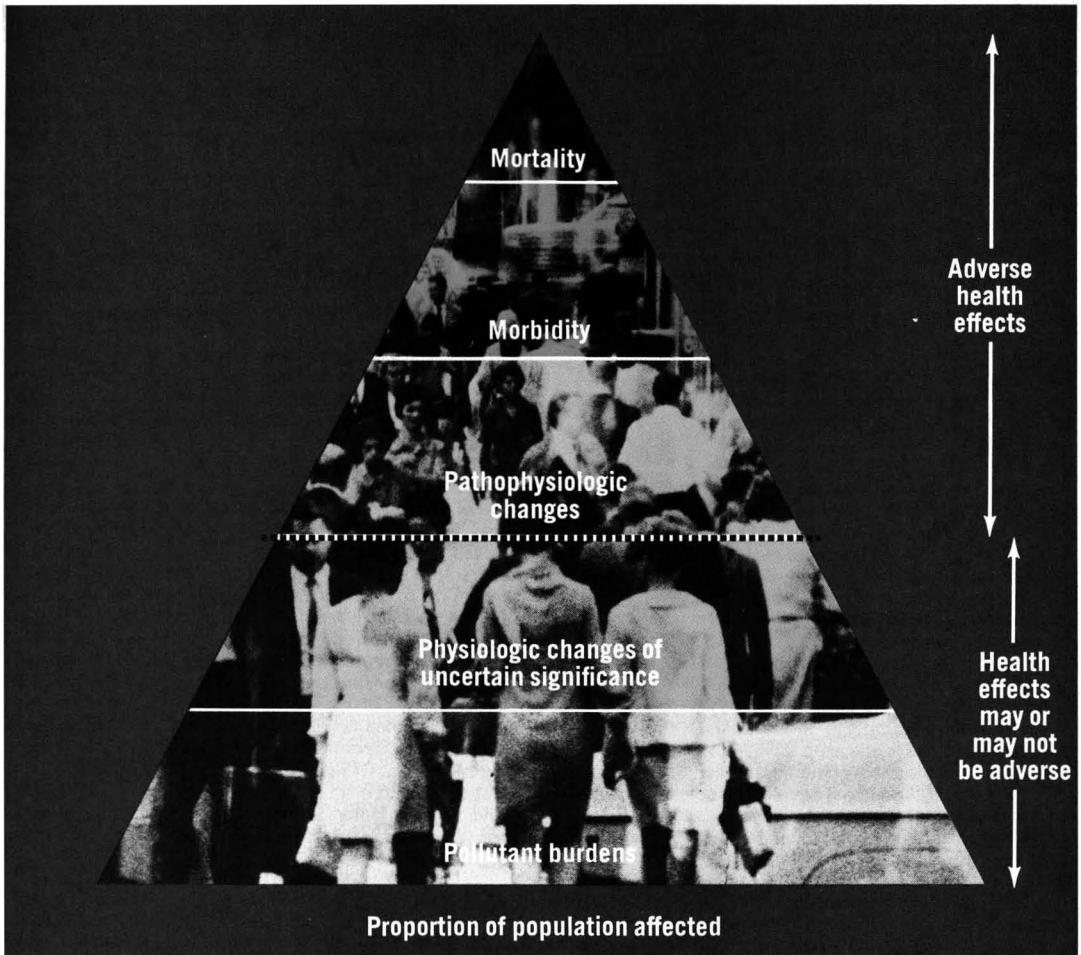 Mortality
Morbidity
Pathophysiologic
changes
Physiologic changes of
uncertain significance
Pollutant burdens
Proportion of population affected
Adverse
health
effects
Health
effects
may or
may not
be adverse